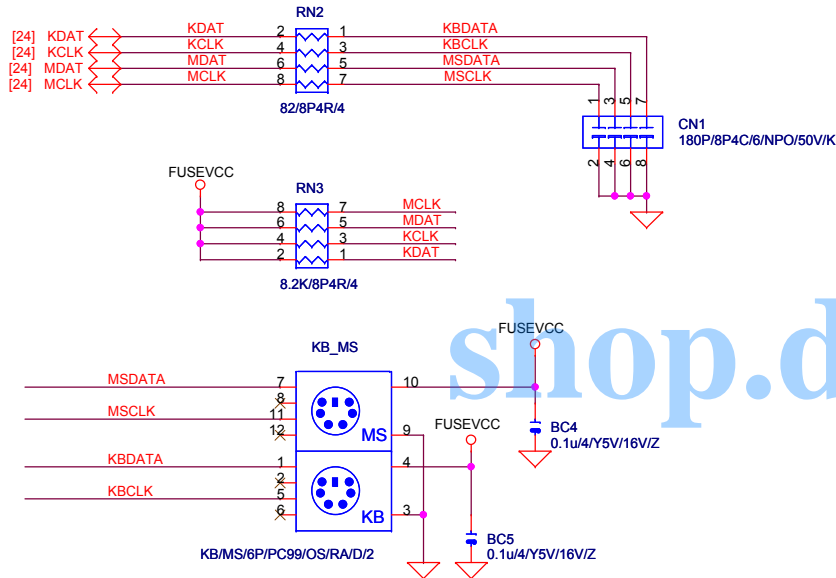 RN2
[24] KDAT KDAT 2 1 KBDATA
[24] KCLK KCLK 4 3 KBCLK
[24] MDAT MDAT 6 5 MSDATA
[24] MCLK MCLK 8 7 MSCLK
82/8P4R/4
1 3 5 7
CN1
180P/8P4C/6/NPO/50V/K
2 4 6 8
FUSEVCC
RN3
8 7 MCLK
6 5 MDAT
4 3 KCLK
2 1 KDAT
8.2K/8P4R/4
shop.d
FUSEVCC
KB_MS
MSDATA 7 10
8
MSCLK 11
12 MS 9
BC4
0.1u/4/Y5V/16V/Z
FUSEVCC
KBDATA 1 4
2
KBCLK 5
6 KB 3
BC5
0.1u/4/Y5V/16V/Z
KB/MS/6P/PC99/OS/RA/D/2